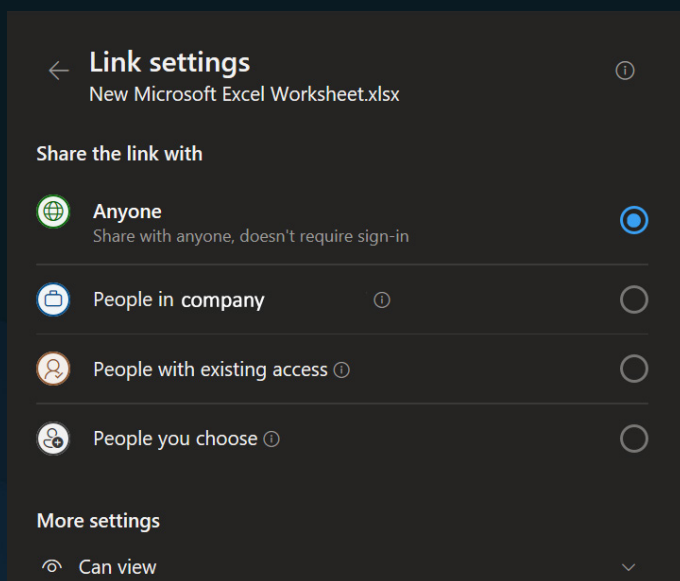 Link settings
New Microsoft Excel Worksheet.xlsx
Share the link with
Anyone
Share with anyone, doesn't require sign-in
People in company
People with existing access
People you choose
More settings
Can view